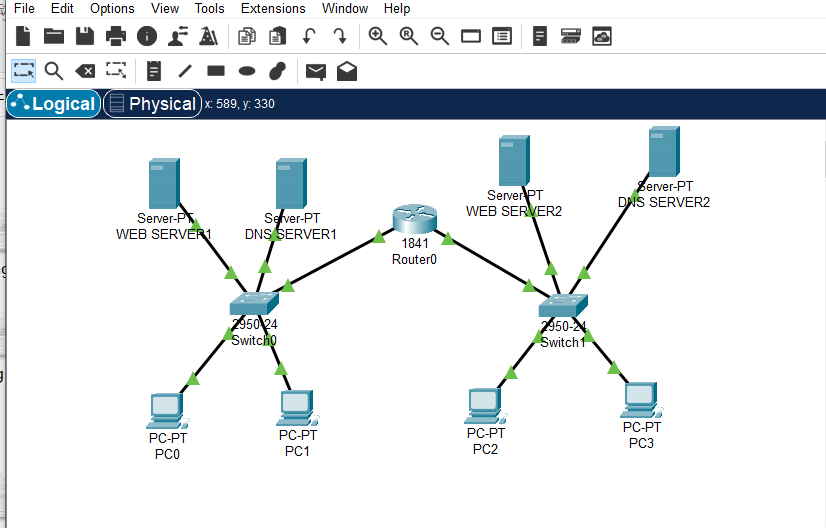 File Edit Options View Tools Extensions Window Help
Logical Physical x: 589, y: 330
Server-PT
WEB SERVER1
Server-PT
DNS SERVER1
1841
Router0
Server-PT
WEB SERVER2
Server-PT
DNS SERVER2
2950-24
Switch0
2950-24
Switch1
PC-PT
PC0
PC-PT
PC1
PC-PT
PC2
PC-PT
PC3